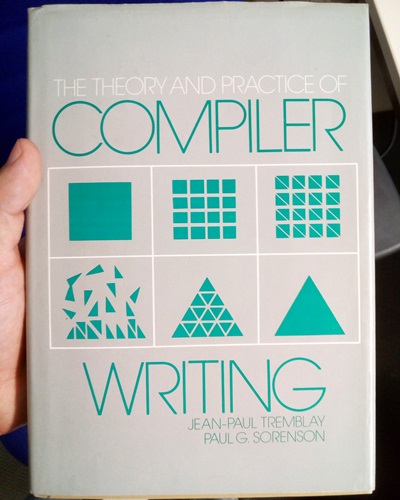 THE THEORY AND PRACTICE OF
COMPILER
WRITING
JEAN-PAUL TREMBLAY
PAUL G. SORENSON